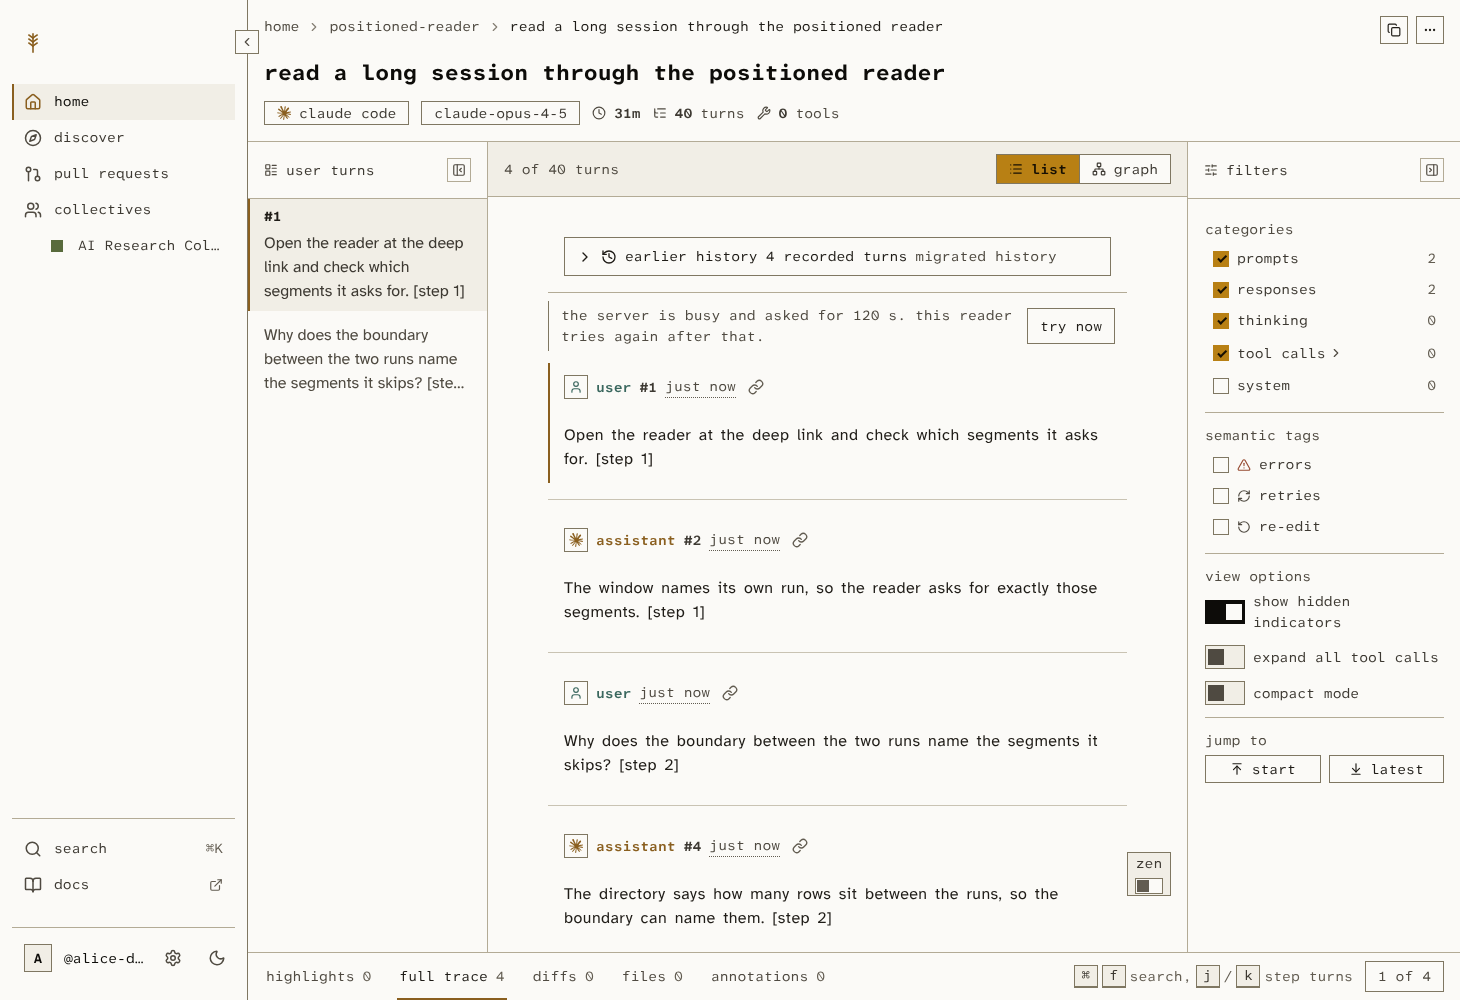 home
discover
pull requests
collectives
AI Research Col…
search ⌘K
docs
A @alice-d…
home > positioned-reader > read a long session through the positioned reader
read a long session through the positioned reader
claude code claude-opus-4-5 31m 40 turns 0 tools
user turns
#1
Open the reader at the deep
link and check which
segments it asks for. [step 1]
Why does the boundary
between the two runs name
the segments it skips? [ste…
4 of 40 turns list graph
earlier history 4 recorded turns migrated history
the server is busy and asked for 120 s. this reader
tries again after that.
try now
user #1 just now
Open the reader at the deep link and check which segments it asks
for. [step 1]
assistant #2 just now
The window names its own run, so the reader asks for exactly those
segments. [step 1]
user just now
Why does the boundary between the two runs name the segments it
skips? [step 2]
assistant #4 just now
The directory says how many rows sit between the runs, so the
boundary can name them. [step 2]
zen
filters
categories
prompts 2
responses 2
thinking 0
tool calls > 0
system 0
semantic tags
errors
retries
re-edit
view options
show hidden
indicators
expand all tool calls
compact mode
jump to
start latest
highlights 0 full trace 4 diffs 0 files 0 annotations 0
⌘ f search, j / k step turns 1 of 4